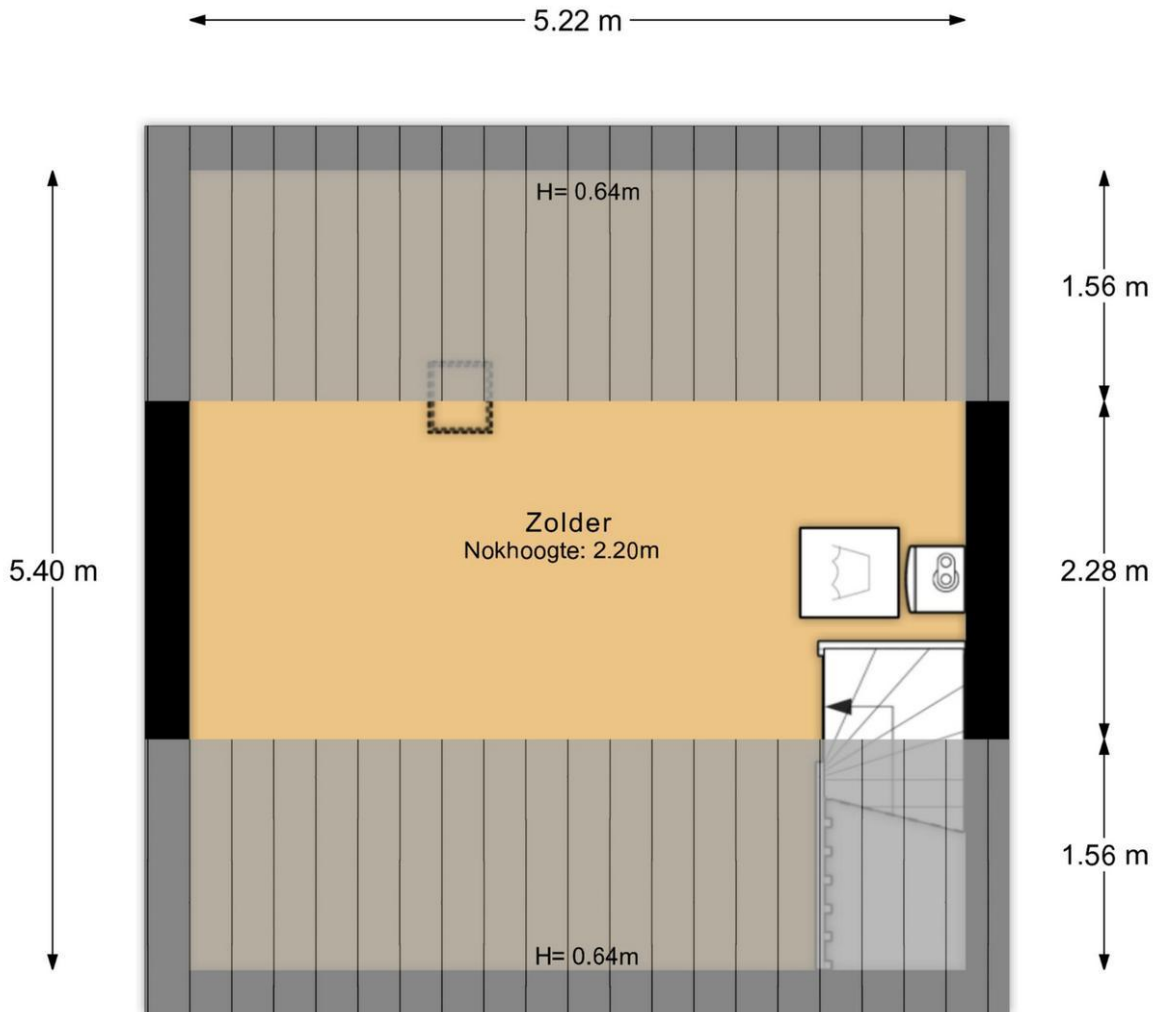 5.22 m
H= 0.64m
1.56 m
Zolder
Nokhoogte: 2.20m
5.40 m
2.28 m
1.56 m
H= 0.64m